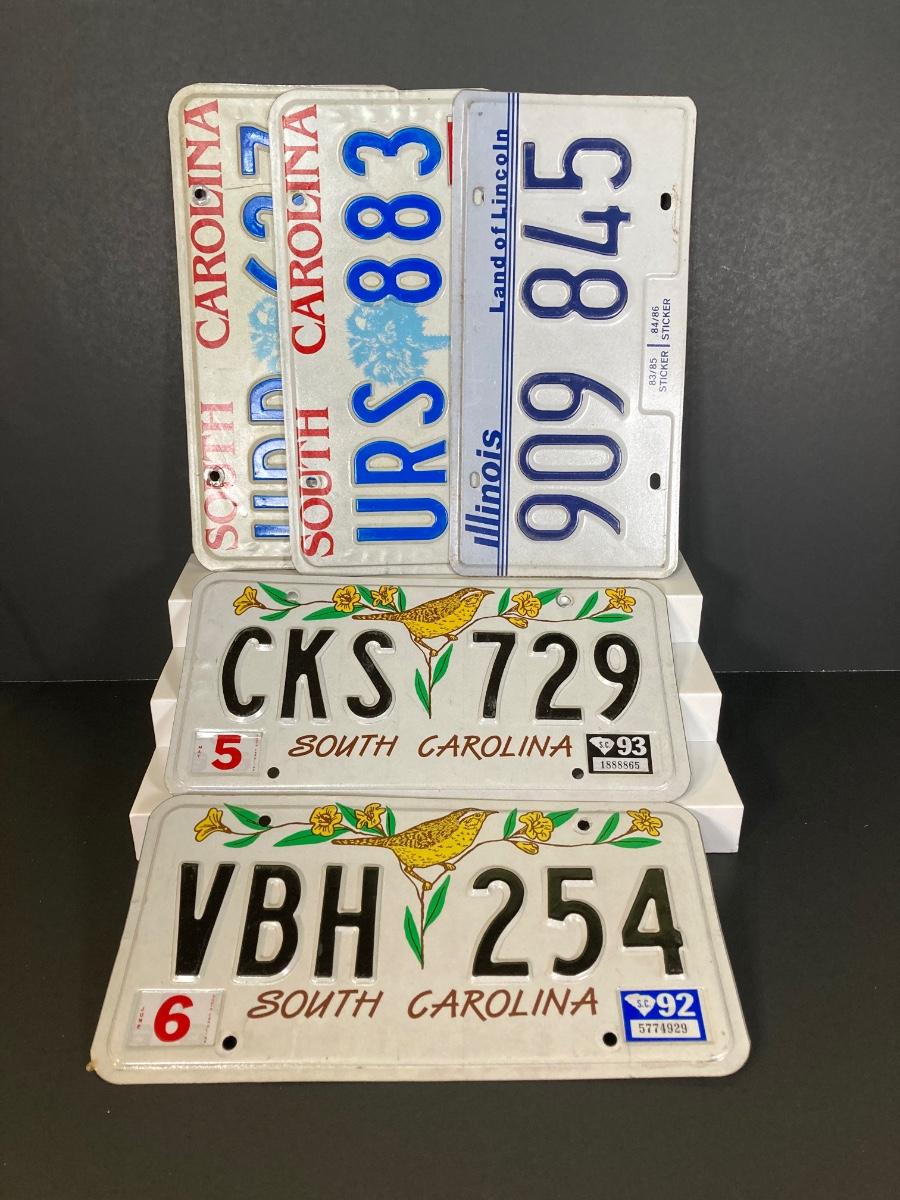 SOUTH CAROLINA
SOUTH CAROLINA
URS 883
Illinois Land of Lincoln
909 845
83/85 STICKER
84/86 STICKER
CKS 729
5 SOUTH CAROLINA S.C 93
1888865
VBH 254
6 SOUTH CAROLINA S.C 92
5774929